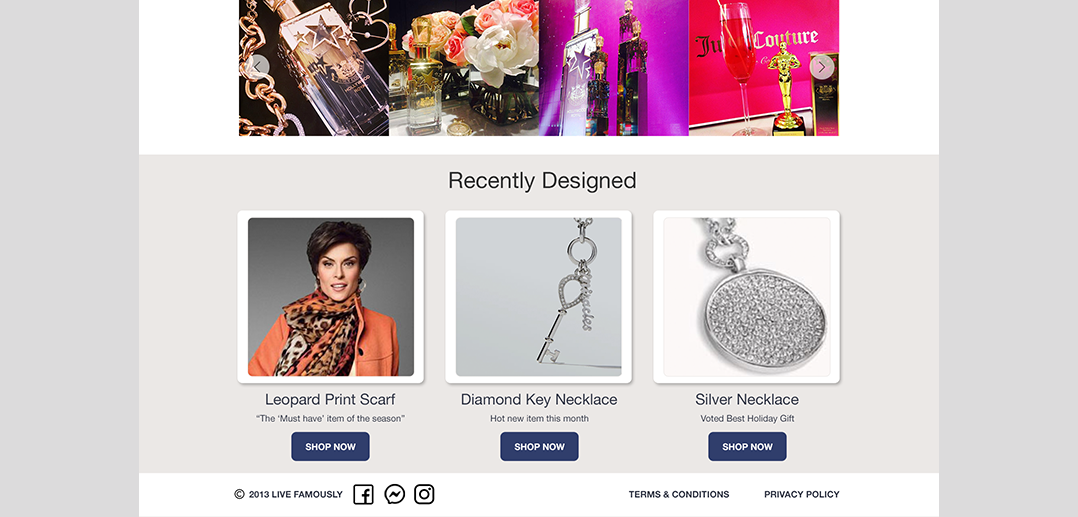 HOLLYWOOD
Juicy Couture
Recently Designed
Leopard Print Scarf
“The ‘Must have’ item of the season”
SHOP NOW
Diamond Key Necklace
Hot new item this month
SHOP NOW
Silver Necklace
Voted Best Holiday Gift
SHOP NOW
© 2013 LIVE FAMOUSLY
TERMS & CONDITIONS
PRIVACY POLICY